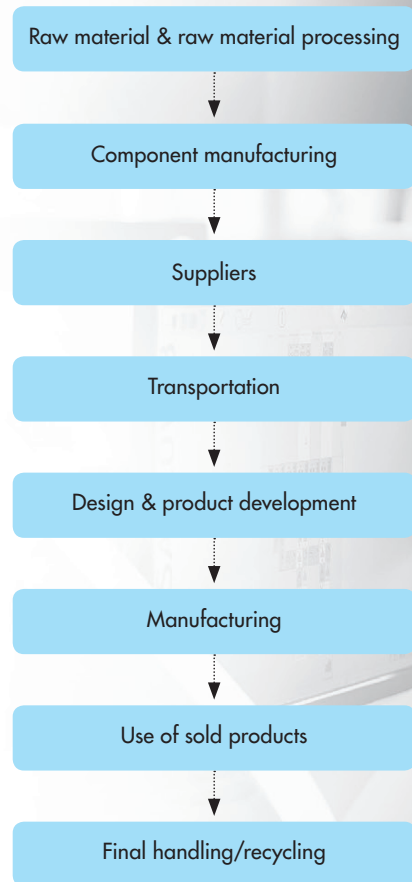 Raw material & raw material processing
Component manufacturing
Suppliers
Transportation
Design & product development
Manufacturing
Use of sold products
Final handling/recycling